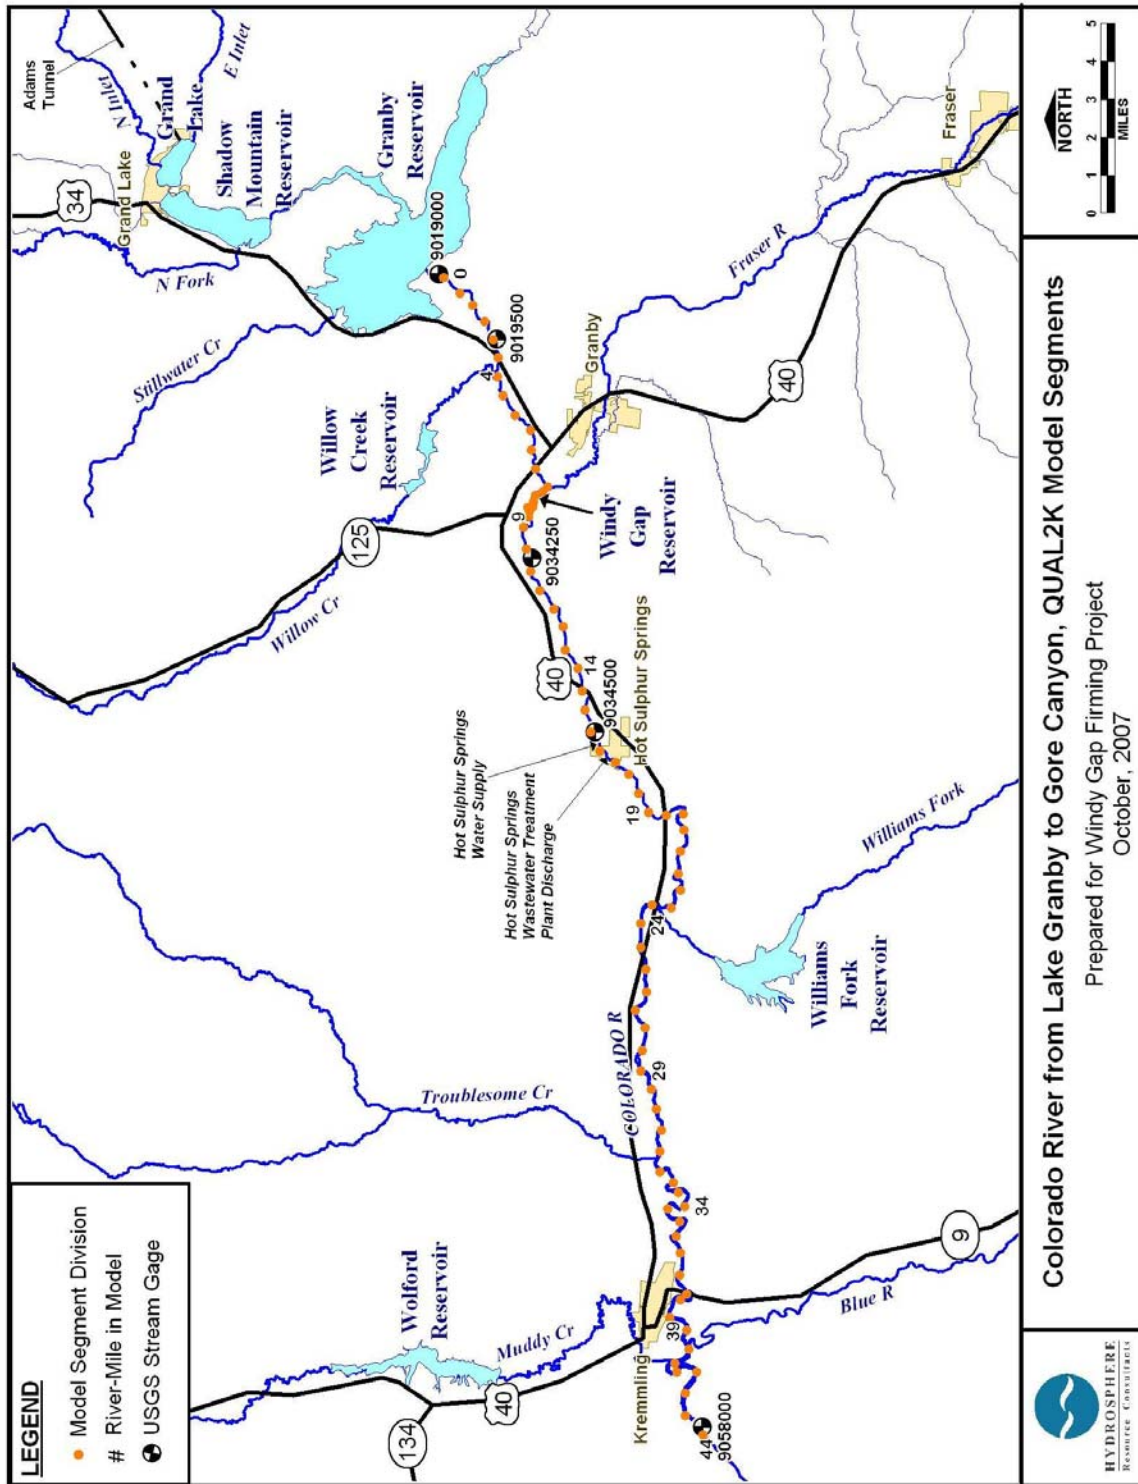 LEGEND
Model Segment Division
# River-Mile in Model
USGS Stream Gage
134
40
Wolford
Reservoir
Muddy Cr
Kremmling
44
9058000
39
Blue R
9
34
Troublesome Cr
COLORADO R
29
24
Williams
Fork
Reservoir
Williams Fork
19
Hot Sulphur Springs
Wastewater Treatment
Plant Discharge
Hot Sulphur Springs
Water Supply
9034500
Hot Sulphur Springs
14
40
9034250
9
Windy
Gap
Reservoir
Willow Cr
125
Willow
Creek
Reservoir
Stillwater Cr
4
9019500
Granby
40
Fraser R
Fraser
0
9019000
Granby
Reservoir
N Fork
34
Grand Lake
Shadow
Mountain
Reservoir
Grand
Lake
N Inlet
E Inlet
Adams
Tunnel
Colorado River from Lake Granby to Gore Canyon, QUAL2K Model Segments
Prepared for Windy Gap Firming Project
October, 2007
NORTH
0 1 2 3 4 5
MILES
HYDROSPHERE
Resource Consultants